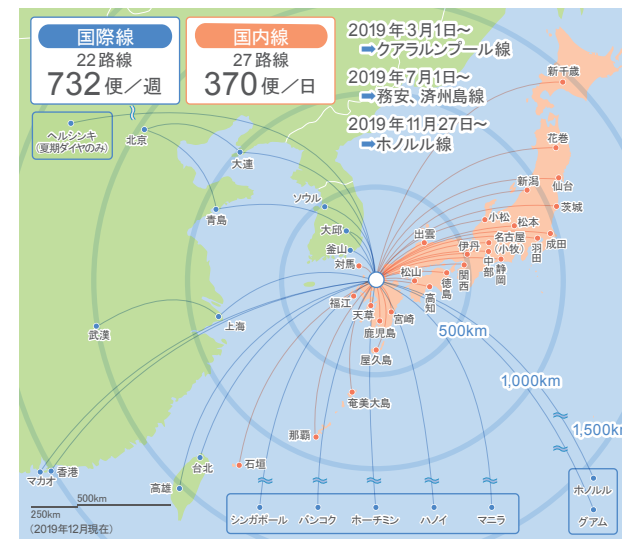 国際線
22路線
732便／週
国内線
27路線
370便／日
2019年3月1日～
➡クアラルンプール線
2019年7月1日～
➡務安、済州島線
2019年11月27日～
➡ホノルル線
ヘルシンキ
(夏期ダイヤのみ)
北京
大連
青島
ソウル
大邱
釜山
対馬
新千歳
花巻
仙台
新潟
茨城
小松
松本
成田
羽田
名古屋
(小牧)
中部
静岡
出雲
伊丹
関西
徳島
松山
高知
福江
天草
宮崎
鹿児島
屋久島
奄美大島
那覇
石垣
上海
武漢
台北
高雄
香港
マカオ
500km
1,000km
1,500km
シンガポール
バンコク
ホーチミン
ハノイ
マニラ
ホノルル
グアム
500km
250km
(2019年12月現在)